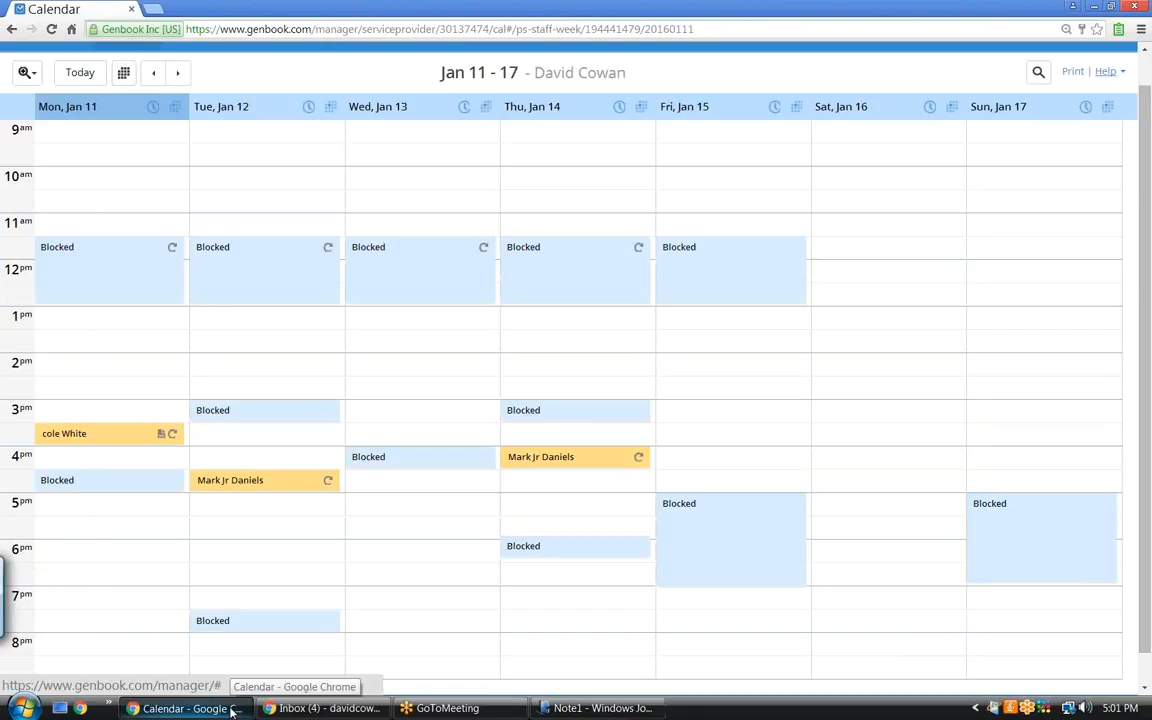 Calendar
Genbook Inc [US] https://www.genbook.com/manager/serviceprovider/30137474/cal#/ps-staff-week/194441479/20160111
Today
Jan 11 - 17 - David Cowan
Print | Help
Mon, Jan 11
Tue, Jan 12
Wed, Jan 13
Thu, Jan 14
Fri, Jan 15
Sat, Jan 16
Sun, Jan 17
9am
10am
11am
Blocked
Blocked
Blocked
Blocked
Blocked
12pm
1pm
2pm
3pm
Blocked
Blocked
cole White
4pm
Blocked
Mark Jr Daniels
Blocked
Mark Jr Daniels
5pm
Blocked
Blocked
6pm
Blocked
7pm
Blocked
8pm
https://www.genbook.com/manager/#
Calendar - Google Chrome
Calendar - Google C...
Inbox (4) - davidcow...
GoToMeeting
Note1 - Windows Jo...
5:01 PM